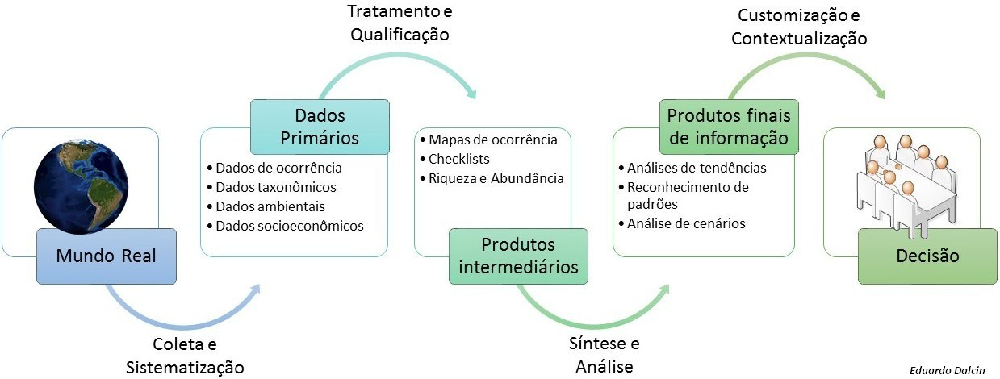 Mundo Real
Coleta e
Sistematização
Dados
Primários
• Dados de ocorrência
• Dados taxonômicos
• Dados ambientais
• Dados socioeconômicos
Tratamento e
Qualificação
• Mapas de ocorrência
• Checklists
• Riqueza e Abundância
Produtos
intermediários
Síntese e
Análise
Produtos finais
de informação
• Análises de tendências
• Reconhecimento de
padrões
• Análise de cenários
Customização e
Contextualização
Decisão
Eduardo Dalcin